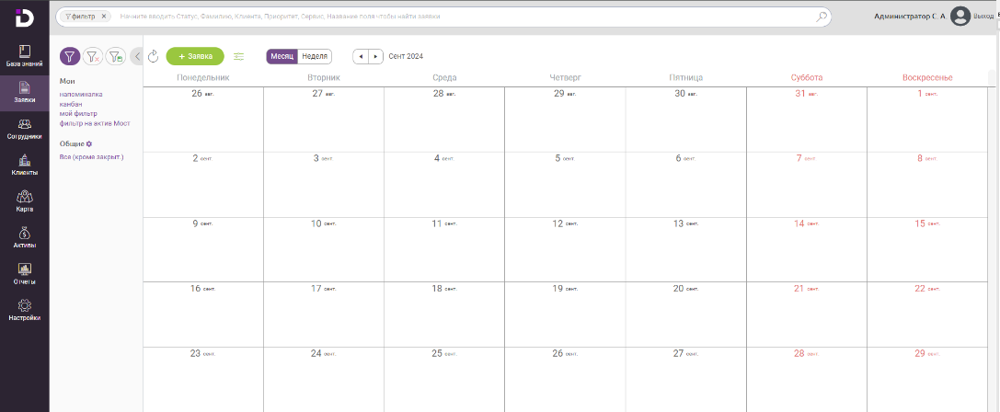 фильтр × Начните вводить Статус, Фамилию, Клиента, Приоритет, Сервис, Название поля чтобы найти заявки
Администратор С. А. Выход
База знаний
Заявки
Сотрудники
Клиенты
Карта
Активы
Отчеты
Настройки
Мои
напоминалка
канбан
мой фильтр
фильтр на актив Мост
Общие
Все (кроме закрыт.)
+ Заявка
Месяц Неделя
Сент 2024
Понедельник Вторник Среда Четверг Пятница Суббота Воскресенье
26 авг. 27 авг. 28 авг. 29 авг. 30 авг. 31 авг. 1 сент.
2 сент. 3 сент. 4 сент. 5 сент. 6 сент. 7 сент. 8 сент.
9 сент. 10 сент. 11 сент. 12 сент. 13 сент. 14 сент. 15 сент.
16 сент. 17 сент. 18 сент. 19 сент. 20 сент. 21 сент. 22 сент.
23 сент. 24 сент. 25 сент. 26 сент. 27 сент. 28 сент. 29 сент.